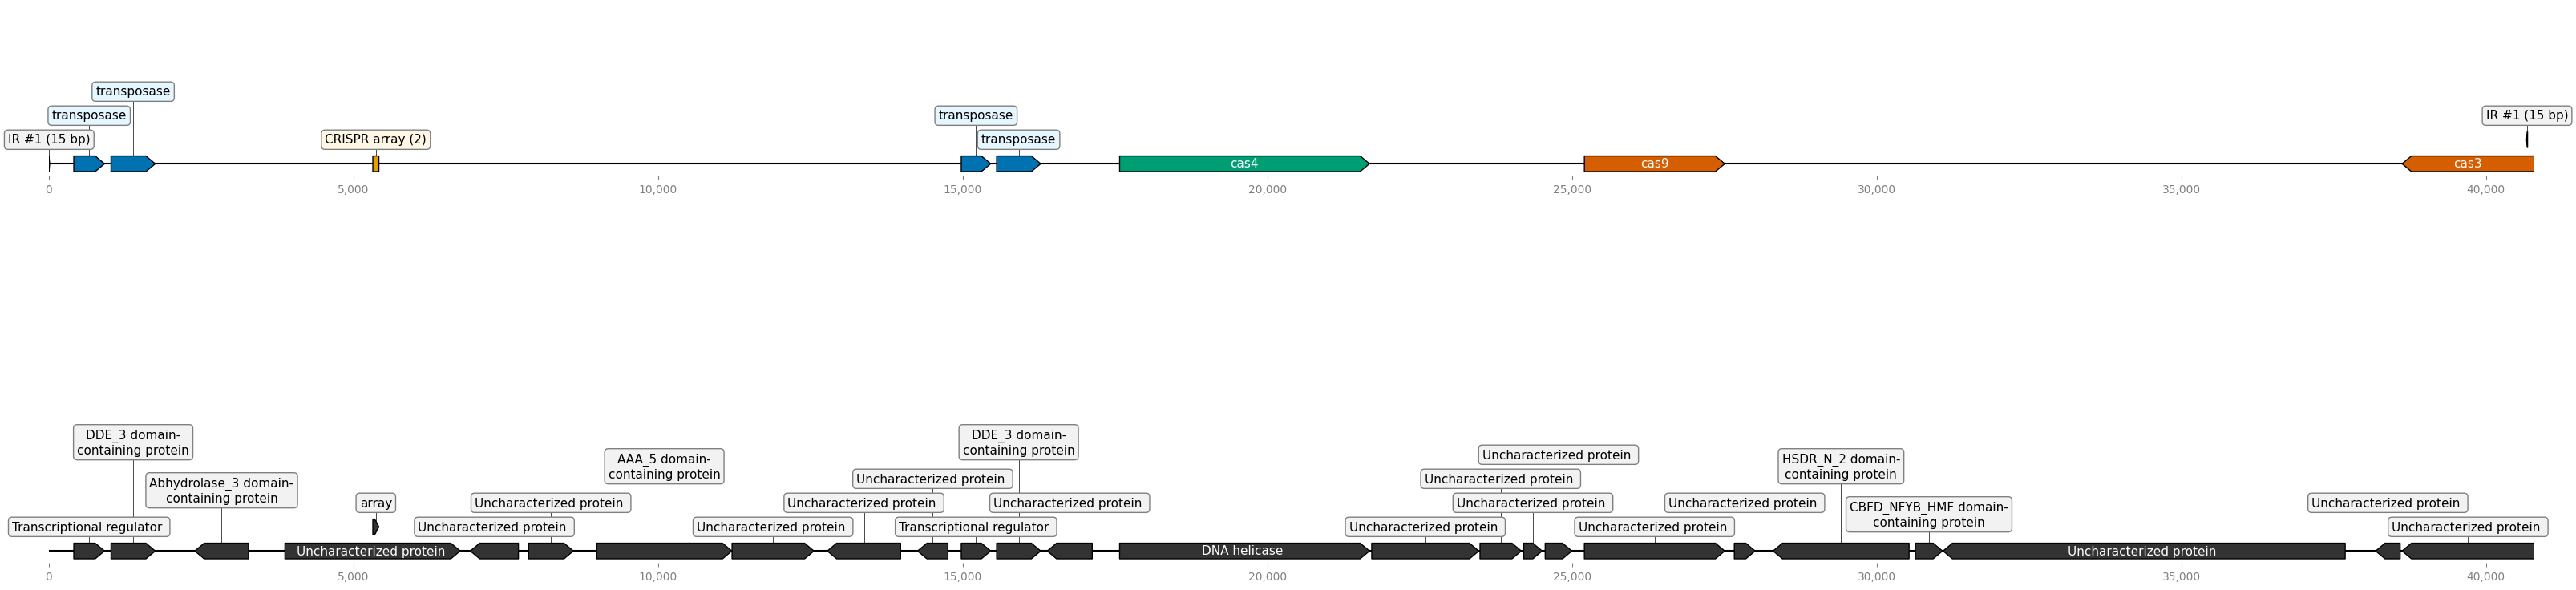 transposase
transposase
transposase
IR #1 (15 bp)
IR #1 (15 bp)
CRISPR array (2)
transposase
cas4
cas9
cas3
0
5,000
10,000
15,000
20,000
25,000
30,000
35,000
40,000
DDE_3 domain-
containing protein
DDE_3 domain-
containing protein
Uncharacterized protein
AAA_5 domain-
containing protein
HSDR_N_2 domain-
containing protein
Abhydrolase_3 domain-
containing protein
Uncharacterized protein
Uncharacterized protein
array
Uncharacterized protein
Uncharacterized protein
Uncharacterized protein
Uncharacterized protein
Uncharacterized protein
CBFD_NFYB_HMF domain-
containing protein
Uncharacterized protein
Transcriptional regulator
Uncharacterized protein
Uncharacterized protein
Transcriptional regulator
Uncharacterized protein
Uncharacterized protein
Uncharacterized protein
Uncharacterized protein
DNA helicase
Uncharacterized protein
0
5,000
10,000
15,000
20,000
25,000
30,000
35,000
40,000